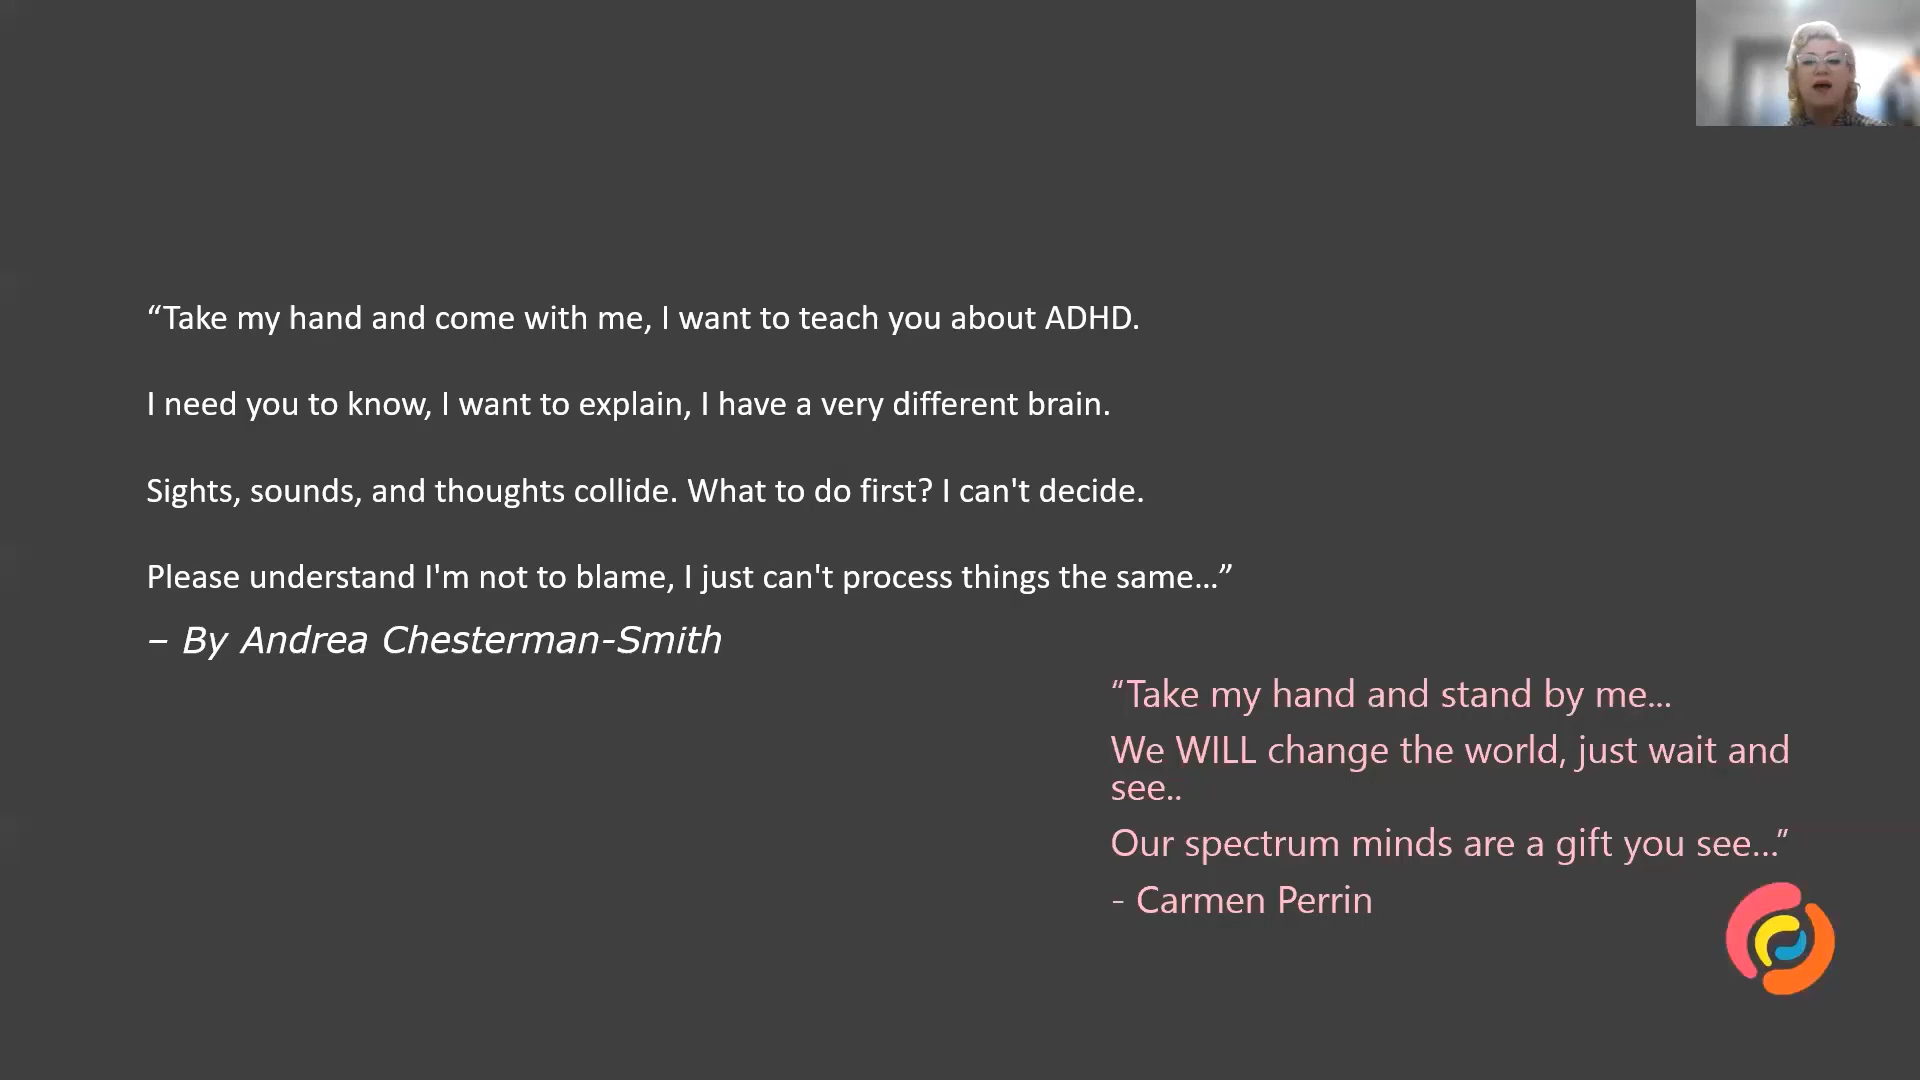 “Take my hand and come with me, I want to teach you about ADHD.
I need you to know, I want to explain, I have a very different brain.
Sights, sounds, and thoughts collide. What to do first? I can't decide.
Please understand I'm not to blame, I just can't process things the same...”
– By Andrea Chesterman-Smith
“Take my hand and stand by me...
We WILL change the world, just wait and
see..
Our spectrum minds are a gift you see...”
- Carmen Perrin